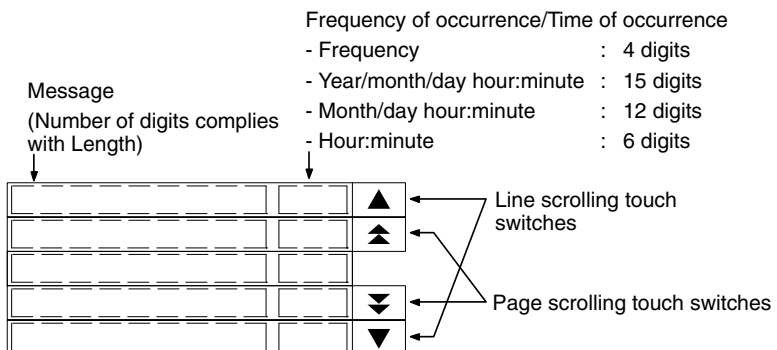 Frequency of occurrence/Time of occurrence
- Frequency : 4 digits
- Year/month/day hour:minute : 15 digits
- Month/day hour:minute : 12 digits
- Hour:minute : 6 digits
Message
(Number of digits complies
with Length)
Line scrolling touch
switches
Page scrolling touch switches